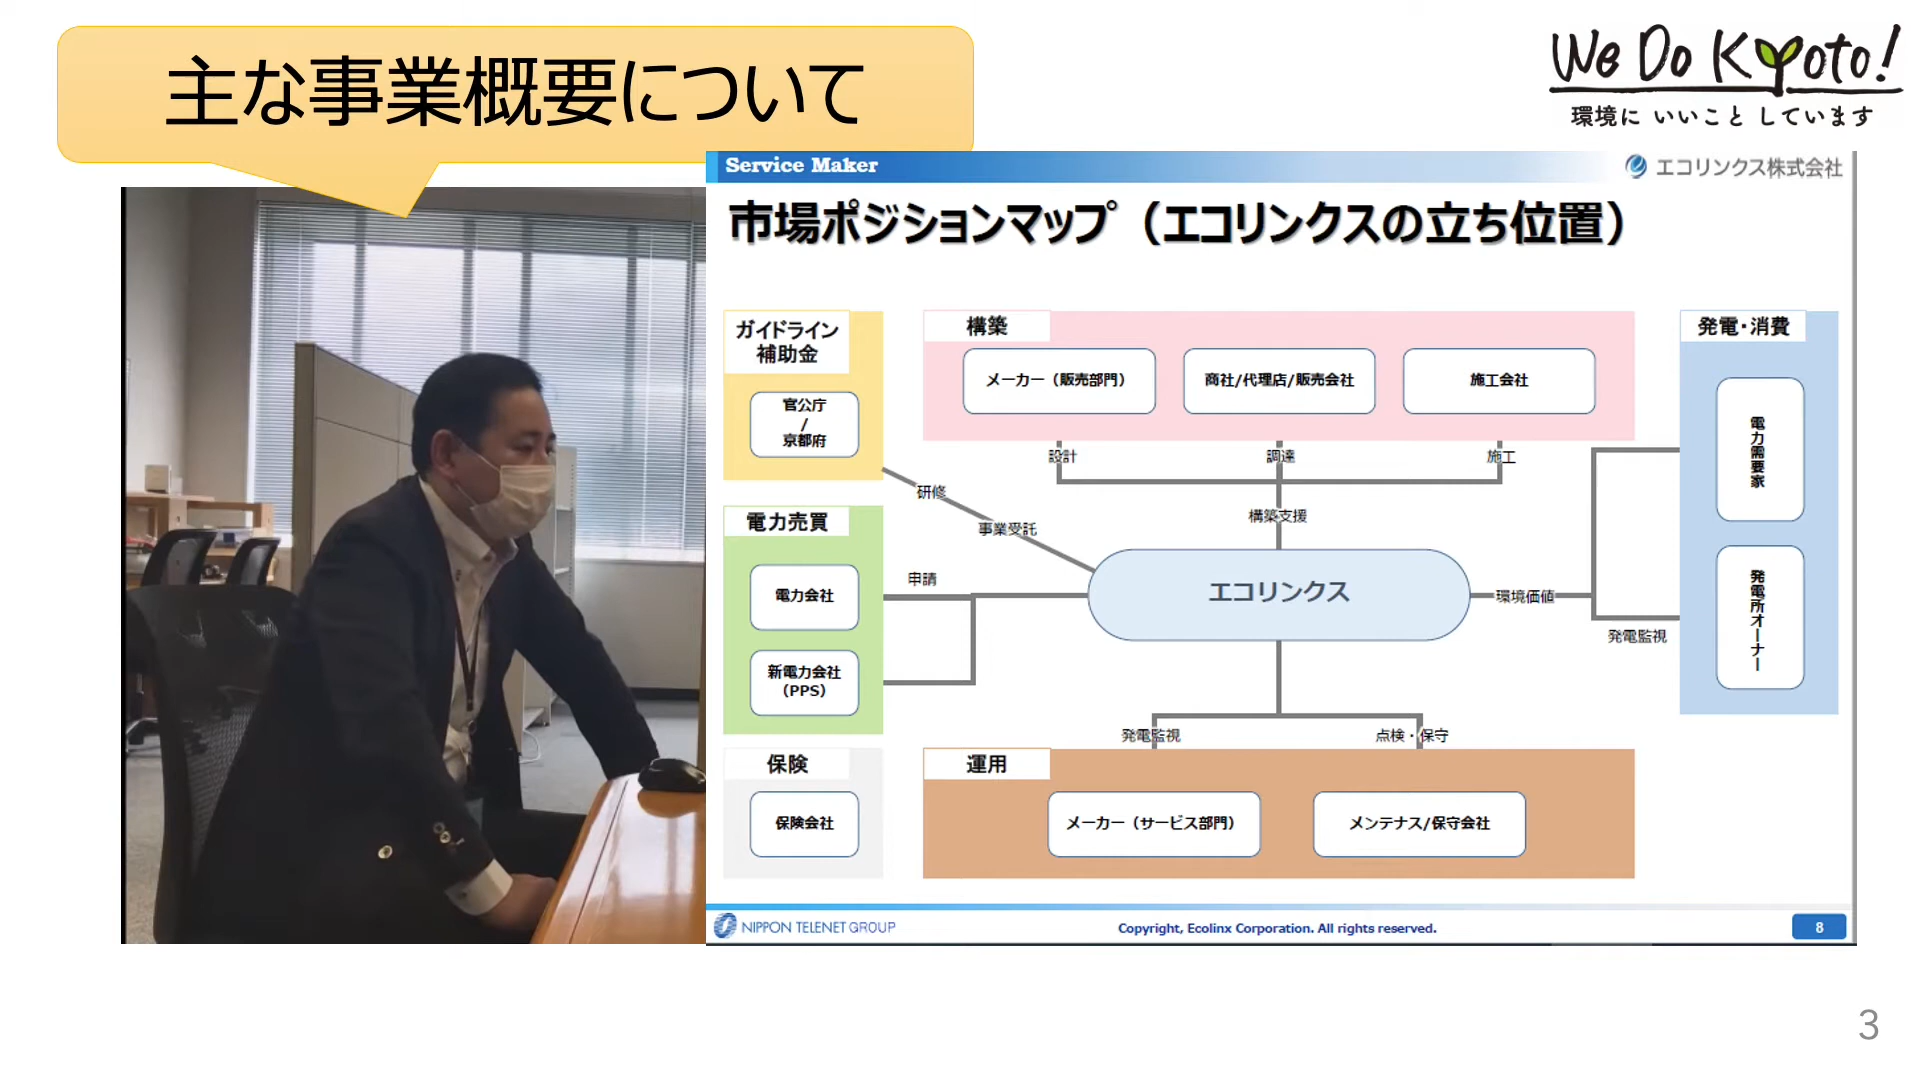 主な事業概要について
We Do Kyoto!
環境に いいこと しています
Service Maker
エコリンクス株式会社
市場ポジションマップ（エコリンクスの立ち位置）
ガイドライン
補助金
官公庁
/
京都府
構築
メーカー（販売部門）
商社/代理店/販売会社
施工会社
発電・消費
電力需要家
発電所オーナー
設計
調達
施工
研修
事業受託
構築支援
電力売買
電力会社
新電力会社
（PPS）
申請
エコリンクス
環境価値
発電監視
発電監視
点検・保守
保険
保険会社
運用
メーカー（サービス部門）
メンテナス/保守会社
NIPPON TELENET GROUP
Copyright, Ecolinx Corporation. All rights reserved.
8
3